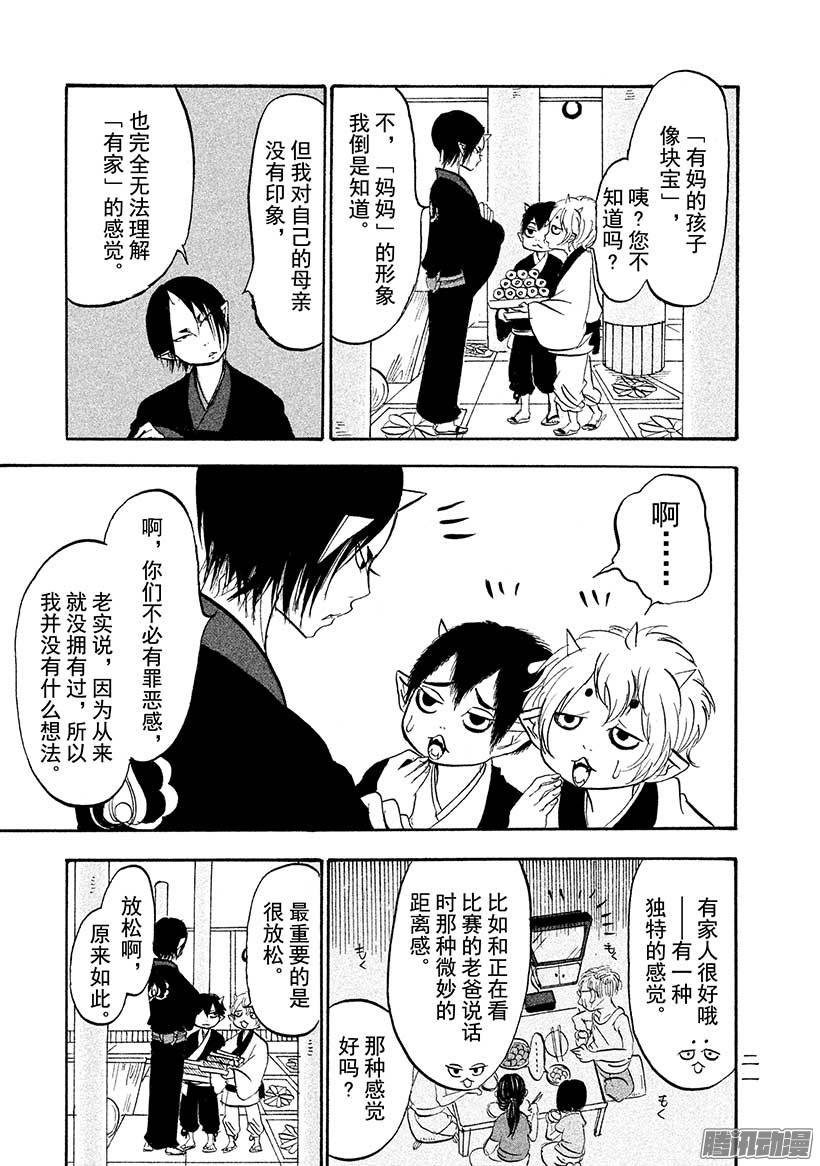 「有妈的孩子
像块宝」，
咦？您不
知道吗？
不，「妈妈」的形象
我倒是知道。
但我对自己的母亲
没有印象，
也完全无法理解
「有家」的感觉。
啊……
啊，你们不必有罪恶感，
老实说，因为从来
就没拥有过，所以
我并没有什么想法。
有家人很好哦
——有一种
独特的感觉。
比如和正在看
比赛的老爸说话
时那种微妙的
距离感。
もく
もく
那种感觉
好吗？
最重要的是
很放松。
放松啊，
原来如此。
二一
腾讯动漫